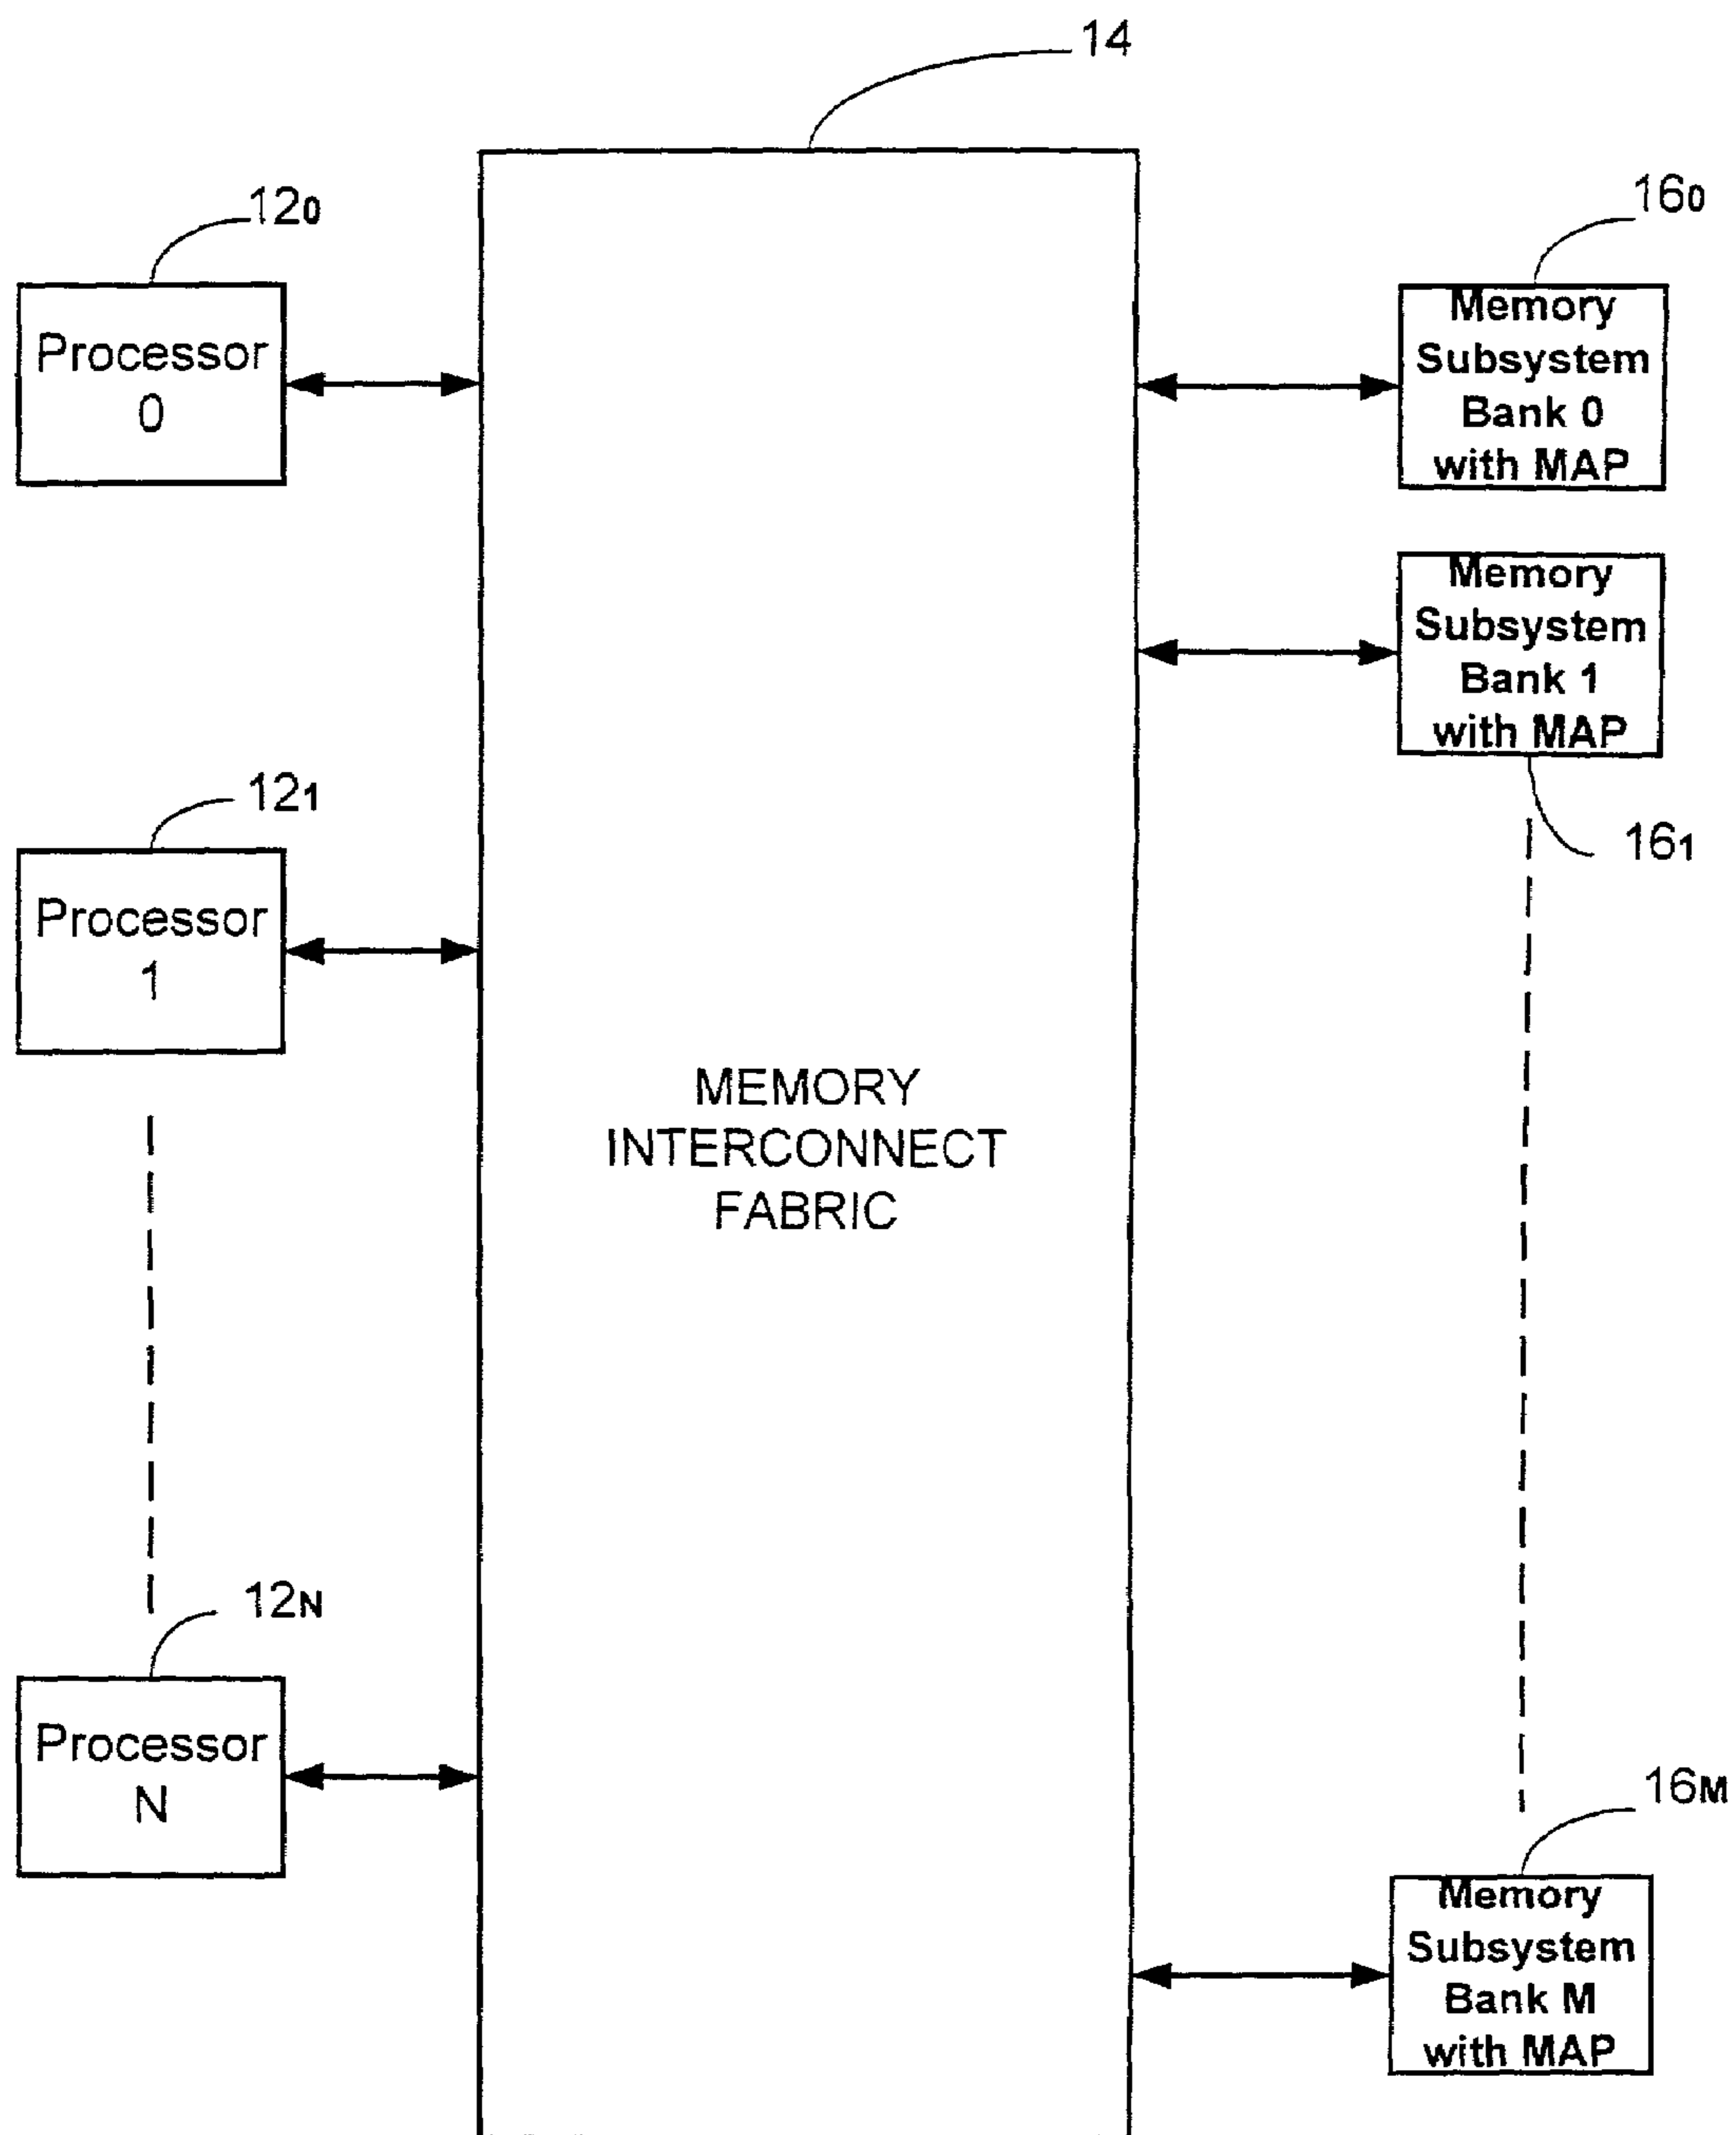 14
12₀
Processor
0
12₁
Processor
1
12N
Processor
N
MEMORY
INTERCONNECT
FABRIC
16₀
Memory
Subsystem
Bank 0
with MAP
Memory
Subsystem
Bank 1
with MAP
16₁
16M
Memory
Subsystem
Bank M
with MAP